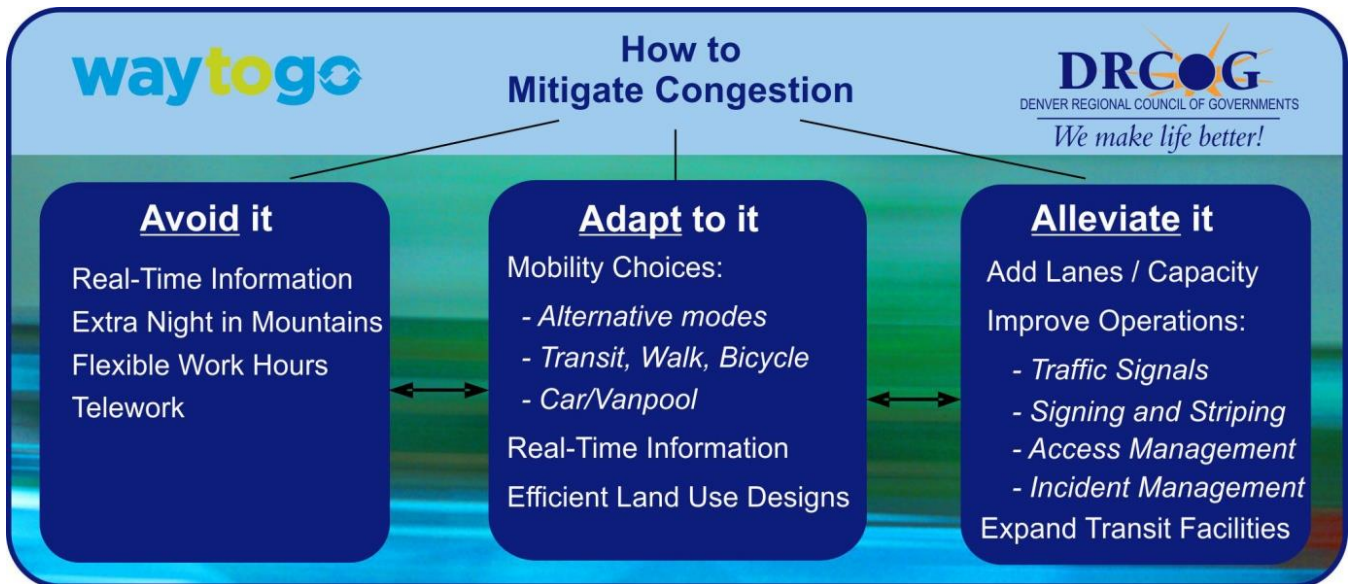 waytogo
How to
Mitigate Congestion
DRCOG
DENVER REGIONAL COUNCIL OF GOVERNMENTS
We make life better!
Avoid it
Real-Time Information
Extra Night in Mountains
Flexible Work Hours
Telework
Adapt to it
Mobility Choices:
- Alternative modes
- Transit, Walk, Bicycle
- Car/Vanpool
Real-Time Information
Efficient Land Use Designs
Alleviate it
Add Lanes / Capacity
Improve Operations:
- Traffic Signals
- Signing and Striping
- Access Management
- Incident Management
Expand Transit Facilities